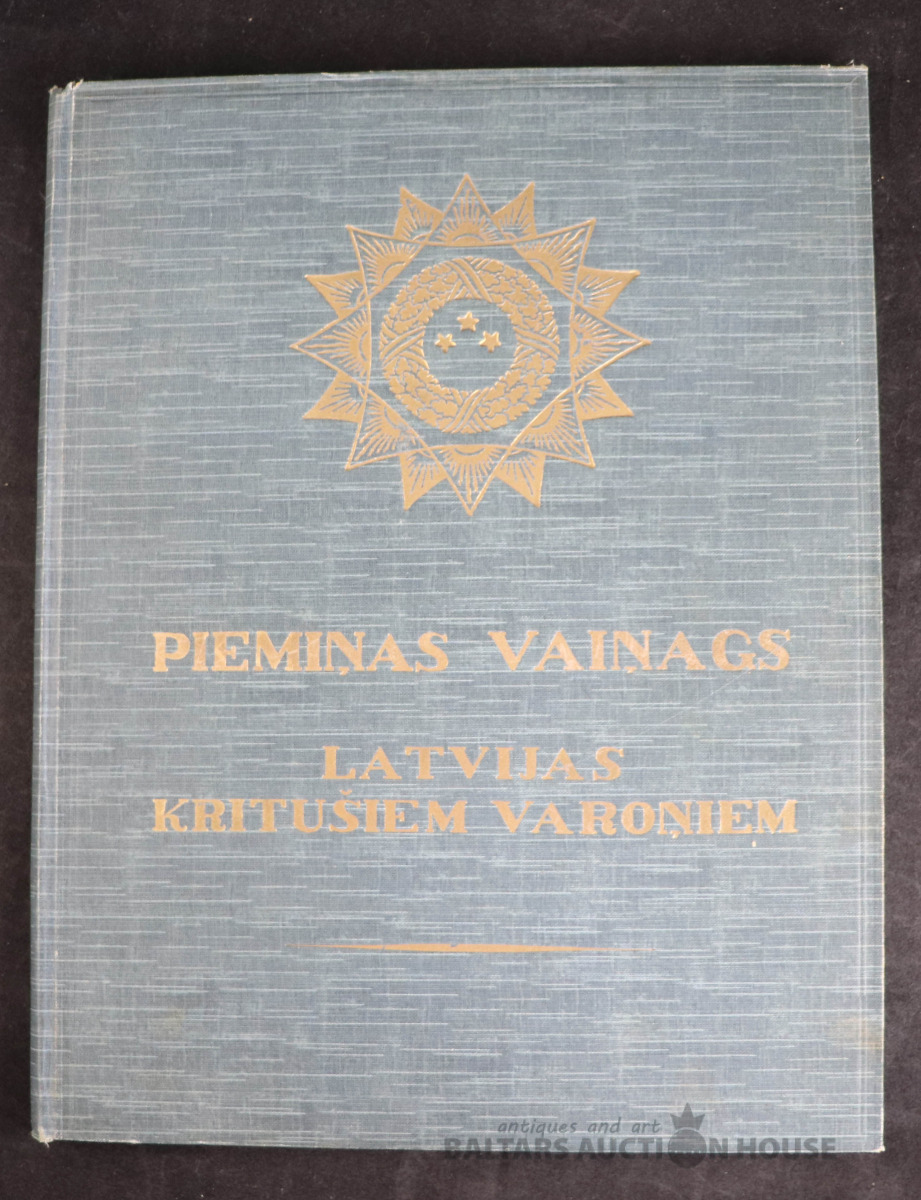 PIEMIŅAS VAIŅAGS
LATVIJAS
KRITUŠIEM VAROŅIEM
antiques and art
BALTARS AUCTION HOUSE